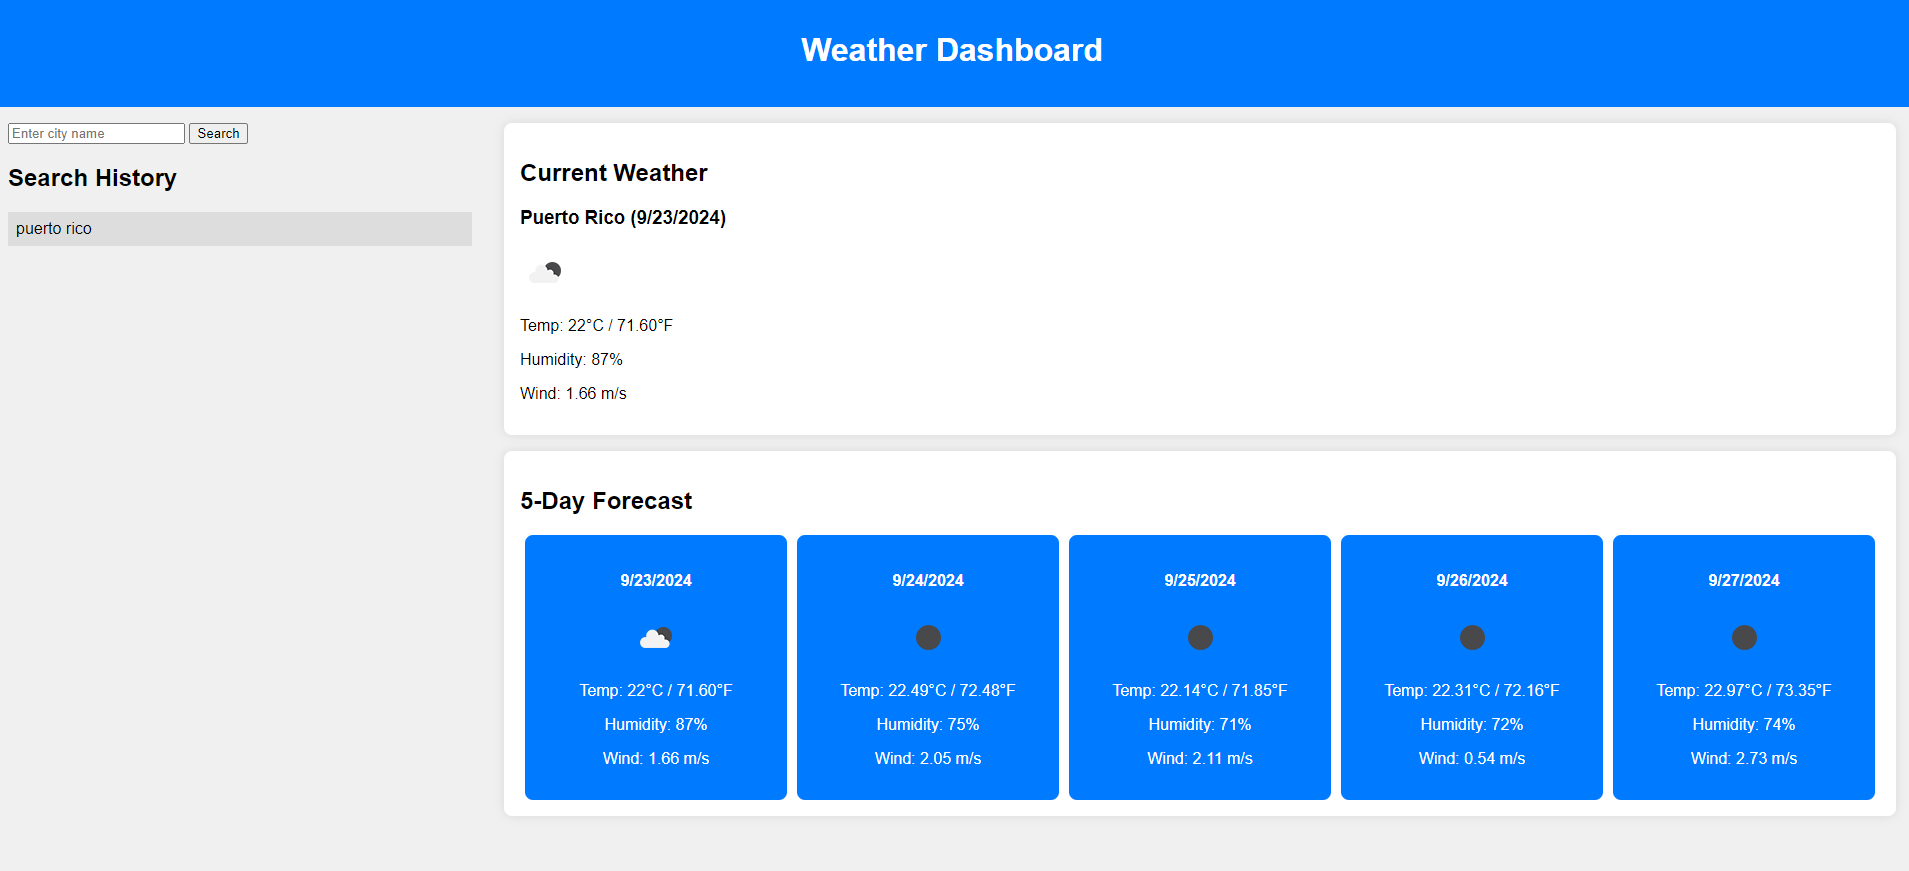 Weather Dashboard
Enter city name Search
Search History
puerto rico
Current Weather
Puerto Rico (9/23/2024)
Temp: 22°C / 71.60°F
Humidity: 87%
Wind: 1.66 m/s
5-Day Forecast
9/23/2024
Temp: 22°C / 71.60°F
Humidity: 87%
Wind: 1.66 m/s
9/24/2024
Temp: 22.49°C / 72.48°F
Humidity: 75%
Wind: 2.05 m/s
9/25/2024
Temp: 22.14°C / 71.85°F
Humidity: 71%
Wind: 2.11 m/s
9/26/2024
Temp: 22.31°C / 72.16°F
Humidity: 72%
Wind: 0.54 m/s
9/27/2024
Temp: 22.97°C / 73.35°F
Humidity: 74%
Wind: 2.73 m/s